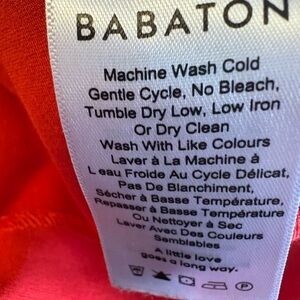 BABATON
Machine Wash Cold
Gentle Cycle, No Bleach,
Tumble Dry Low, Low Iron
Or Dry Clean
Wash With Like Colours
Laver À La Machine À
L eau Froide Au Cycle Délicat,
Pas De Blanchiment,
Sécher à Basse Température,
Repasser à Basse Température
Ou Nettoyer à Sec
Laver Avec Des Couleurs
Semblables
A little love
goes a long way.